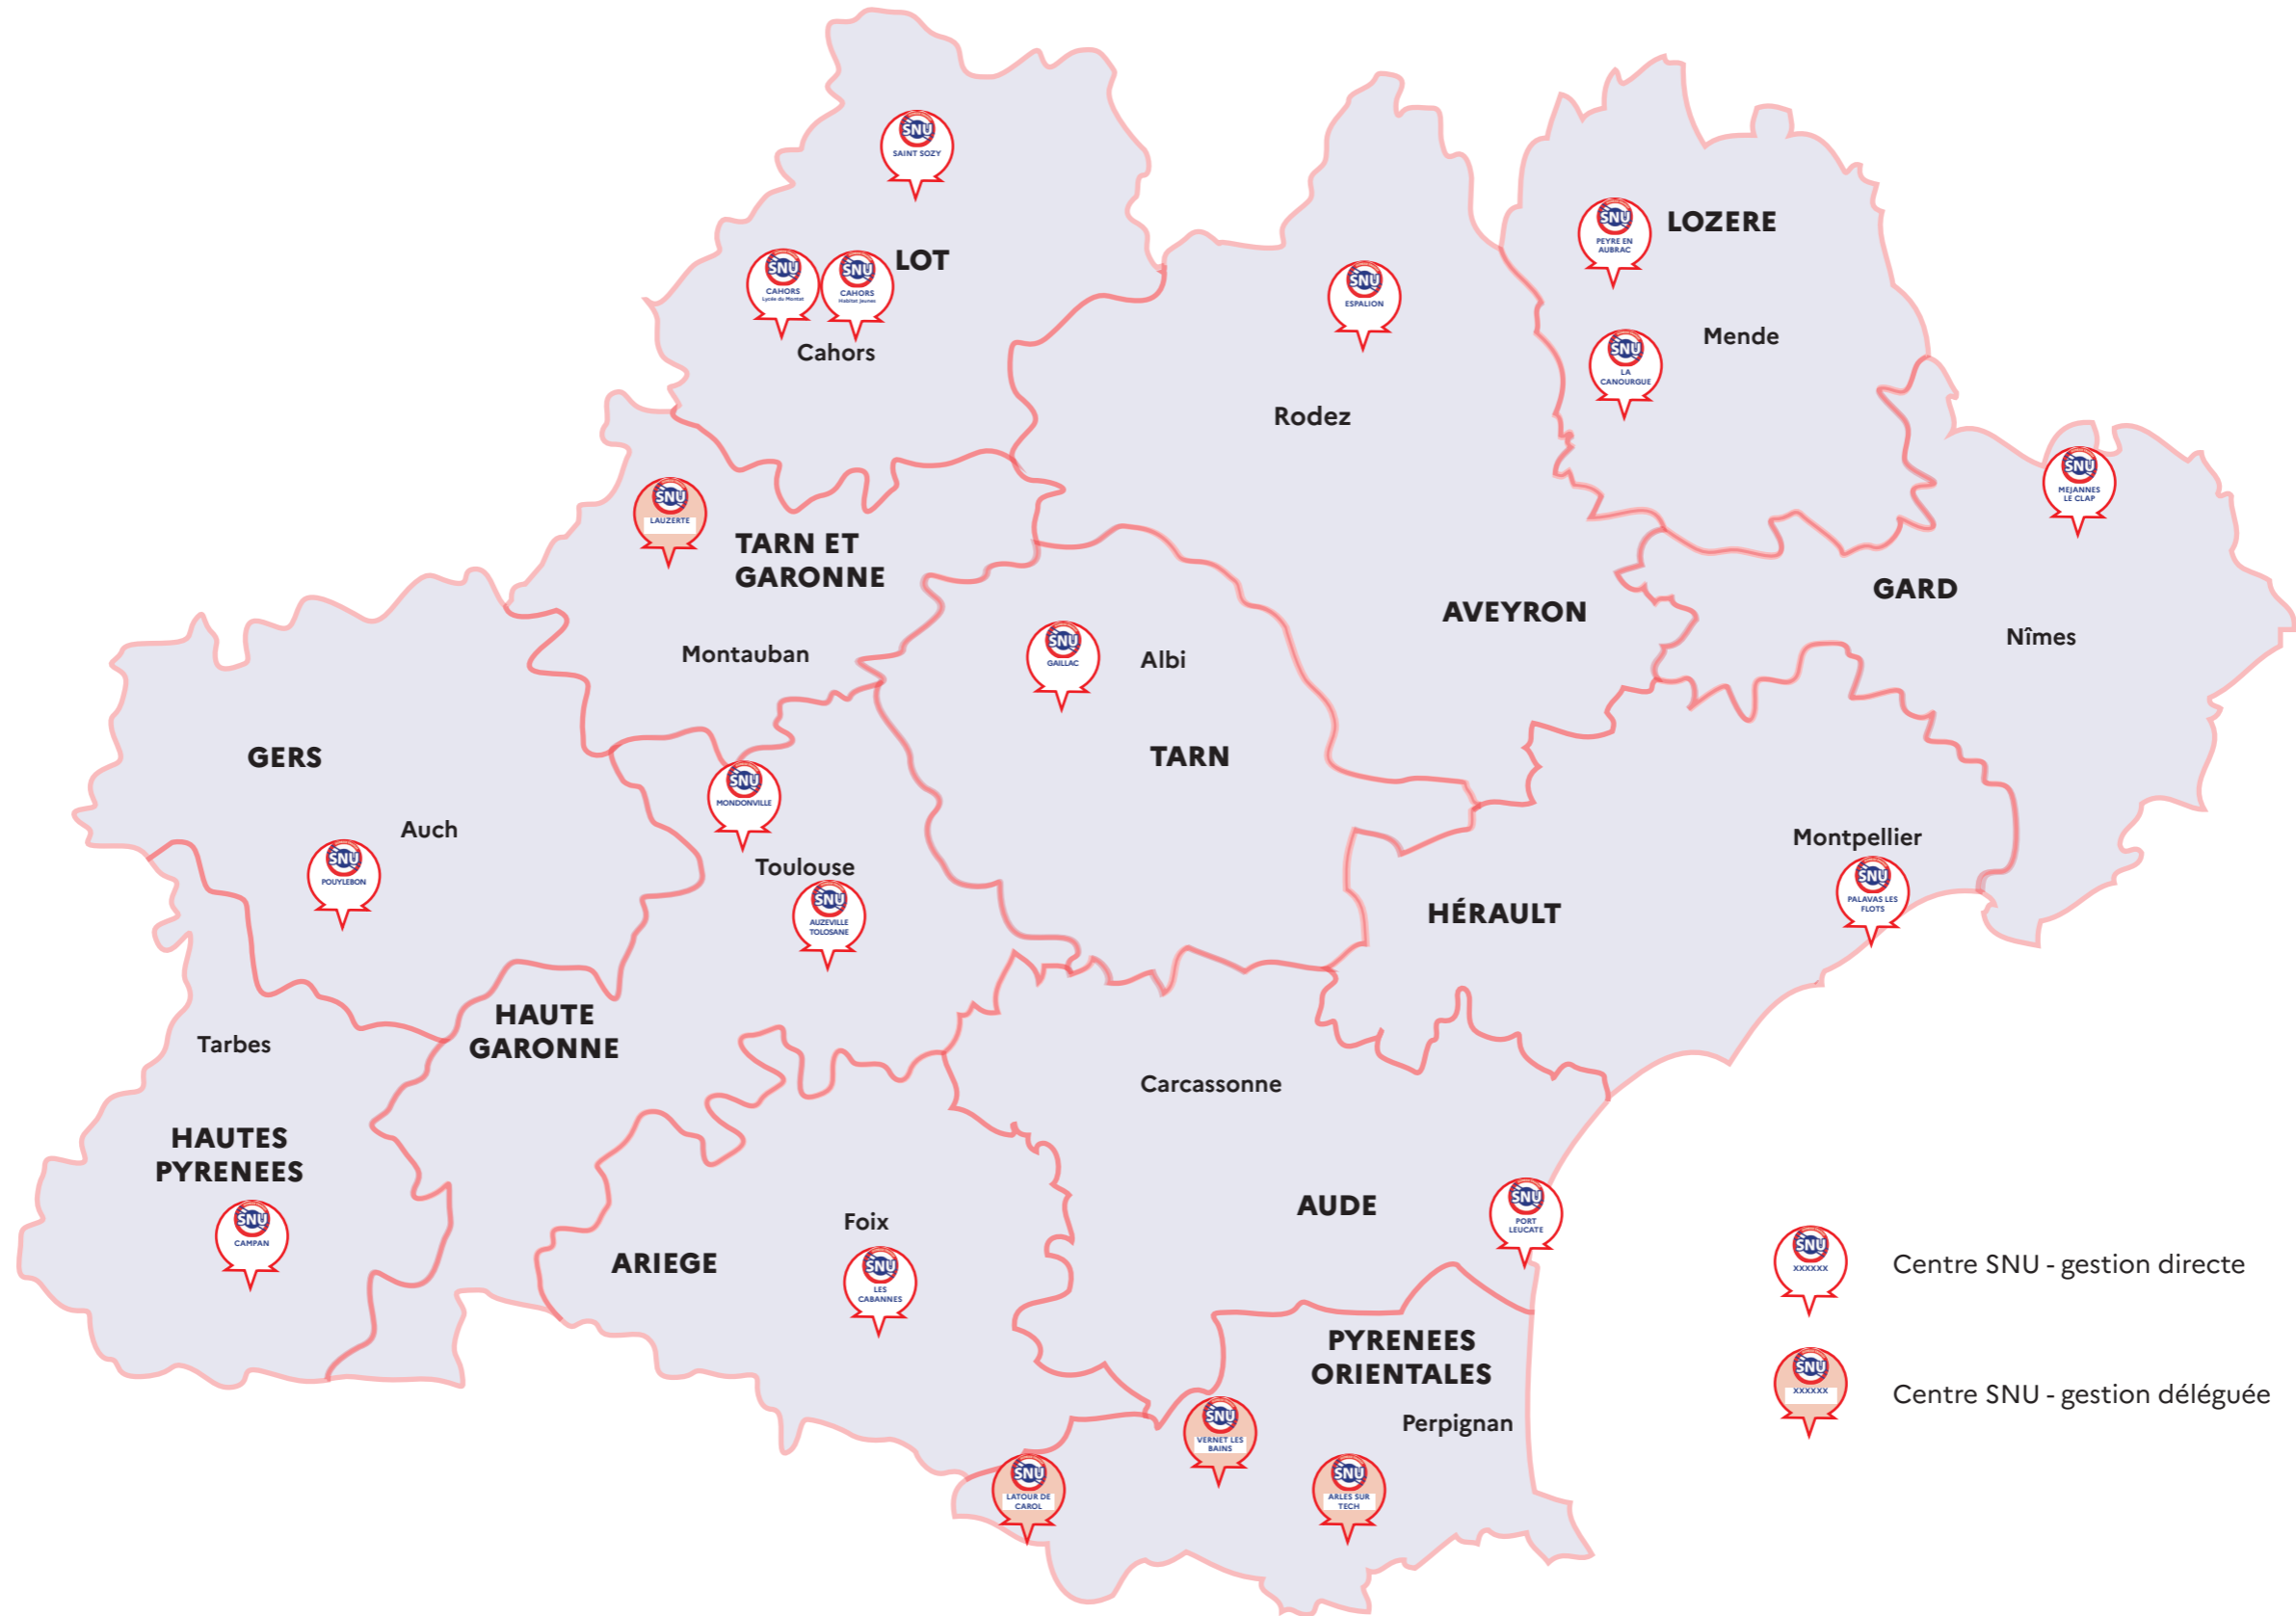 SNU
SAINT SOZY
SNU
PEYRE EN
AUBRAC
LOZERE
LOT
SNU
CAHORS
Lycée du Montat
SNU
CAHORS
Habitat Jeunes
Cahors
SNU
ESPALION
Mende
SNU
LA
CANOURGUE
Rodez
SNU
MEJANNES
LE CLAP
SNU
LAUZERTE
TARN ET
GARONNE
GARD
AVEYRON
Nîmes
Montauban
SNU
GAILLAC
Albi
GERS
TARN
SNU
MONDONVILLE
Auch
SNU
POUYLEBON
Toulouse
SNU
AUZEVILLE
TOLOSANE
Montpellier
SNU
PALAVAS LES
FLOTS
HÉRAULT
HAUTE
GARONNE
Tarbes
Carcassonne
HAUTES
PYRENEES
SNU
CAMPAN
AUDE
SNU
PORT
LEUCATE
Foix
ARIEGE
SNU
LES
CABANNES
SNU
XXXXXX
Centre SNU - gestion directe
PYRENEES
ORIENTALES
SNU
XXXXXX
Centre SNU - gestion déléguée
Perpignan
SNU
VERNET LES
BAINS
SNU
LATOUR DE
CAROL
SNU
ARLES SUR
TECH